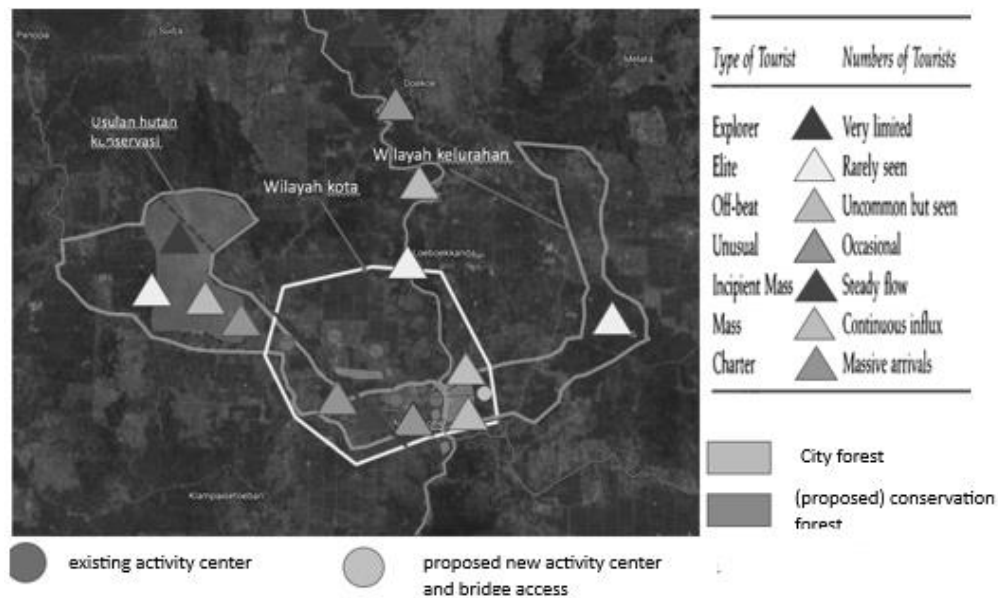 Melata
Usulan hutan
konservasi
Wilayah kelurahan
Wilayah kota
Type of Tourist Numbers of Tourists
Explorer Very limited
Elite Rarely seen
Off-beat Uncommon but seen
Unusual Occasional
Incipient Mass Steady flow
Mass Continuous influx
Charter Massive arrivals
City forest
(proposed) conservation
forest
existing activity center
proposed new activity center
and bridge access